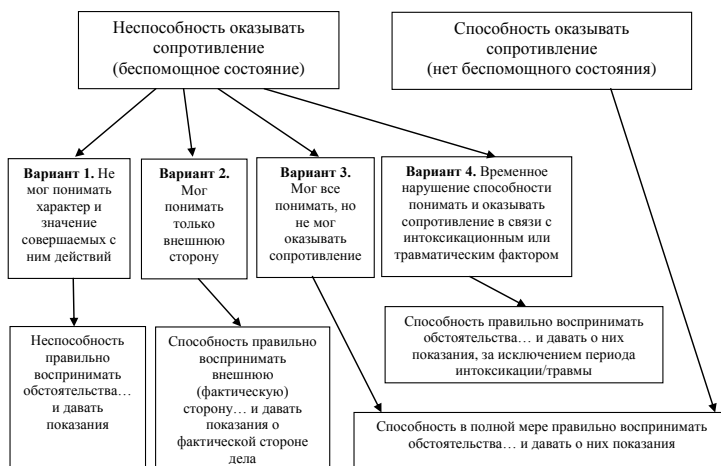 Неспособность оказывать
сопротивление
(беспомощное состояние)
Способность оказывать
сопротивление
(нет беспомощного состояния)
Вариант 1. Не
мог понимать
характер и
значение
совершаемых с
ним действий
Вариант 2.
Мог
понимать
только
внешнюю
сторону
Вариант 3.
Мог все
понимать, но
не мог
оказывать
сопротивление
Вариант 4. Временное
нарушение способности
понимать и оказывать
сопротивление в связи с
интоксикационным или
травматическим фактором
Неспособность
правильно
воспринимать
обстоятельства…
и давать
показания
Способность правильно
воспринимать
внешнюю
(фактическую)
сторону… и давать
показания о
фактической стороне
дела
Способность правильно воспринимать
обстоятельства… и давать о них
показания, за исключением периода
интоксикации/травмы
Способность в полной мере правильно воспринимать
обстоятельства… и давать о них показания